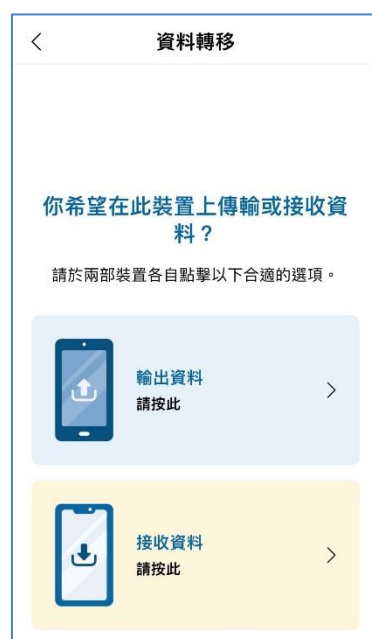 資料轉移
你希望在此裝置上傳輸或接收資
料？
請於兩部裝置各自點擊以下合適的選項。
輸出資料
請按此
接收資料
請按此